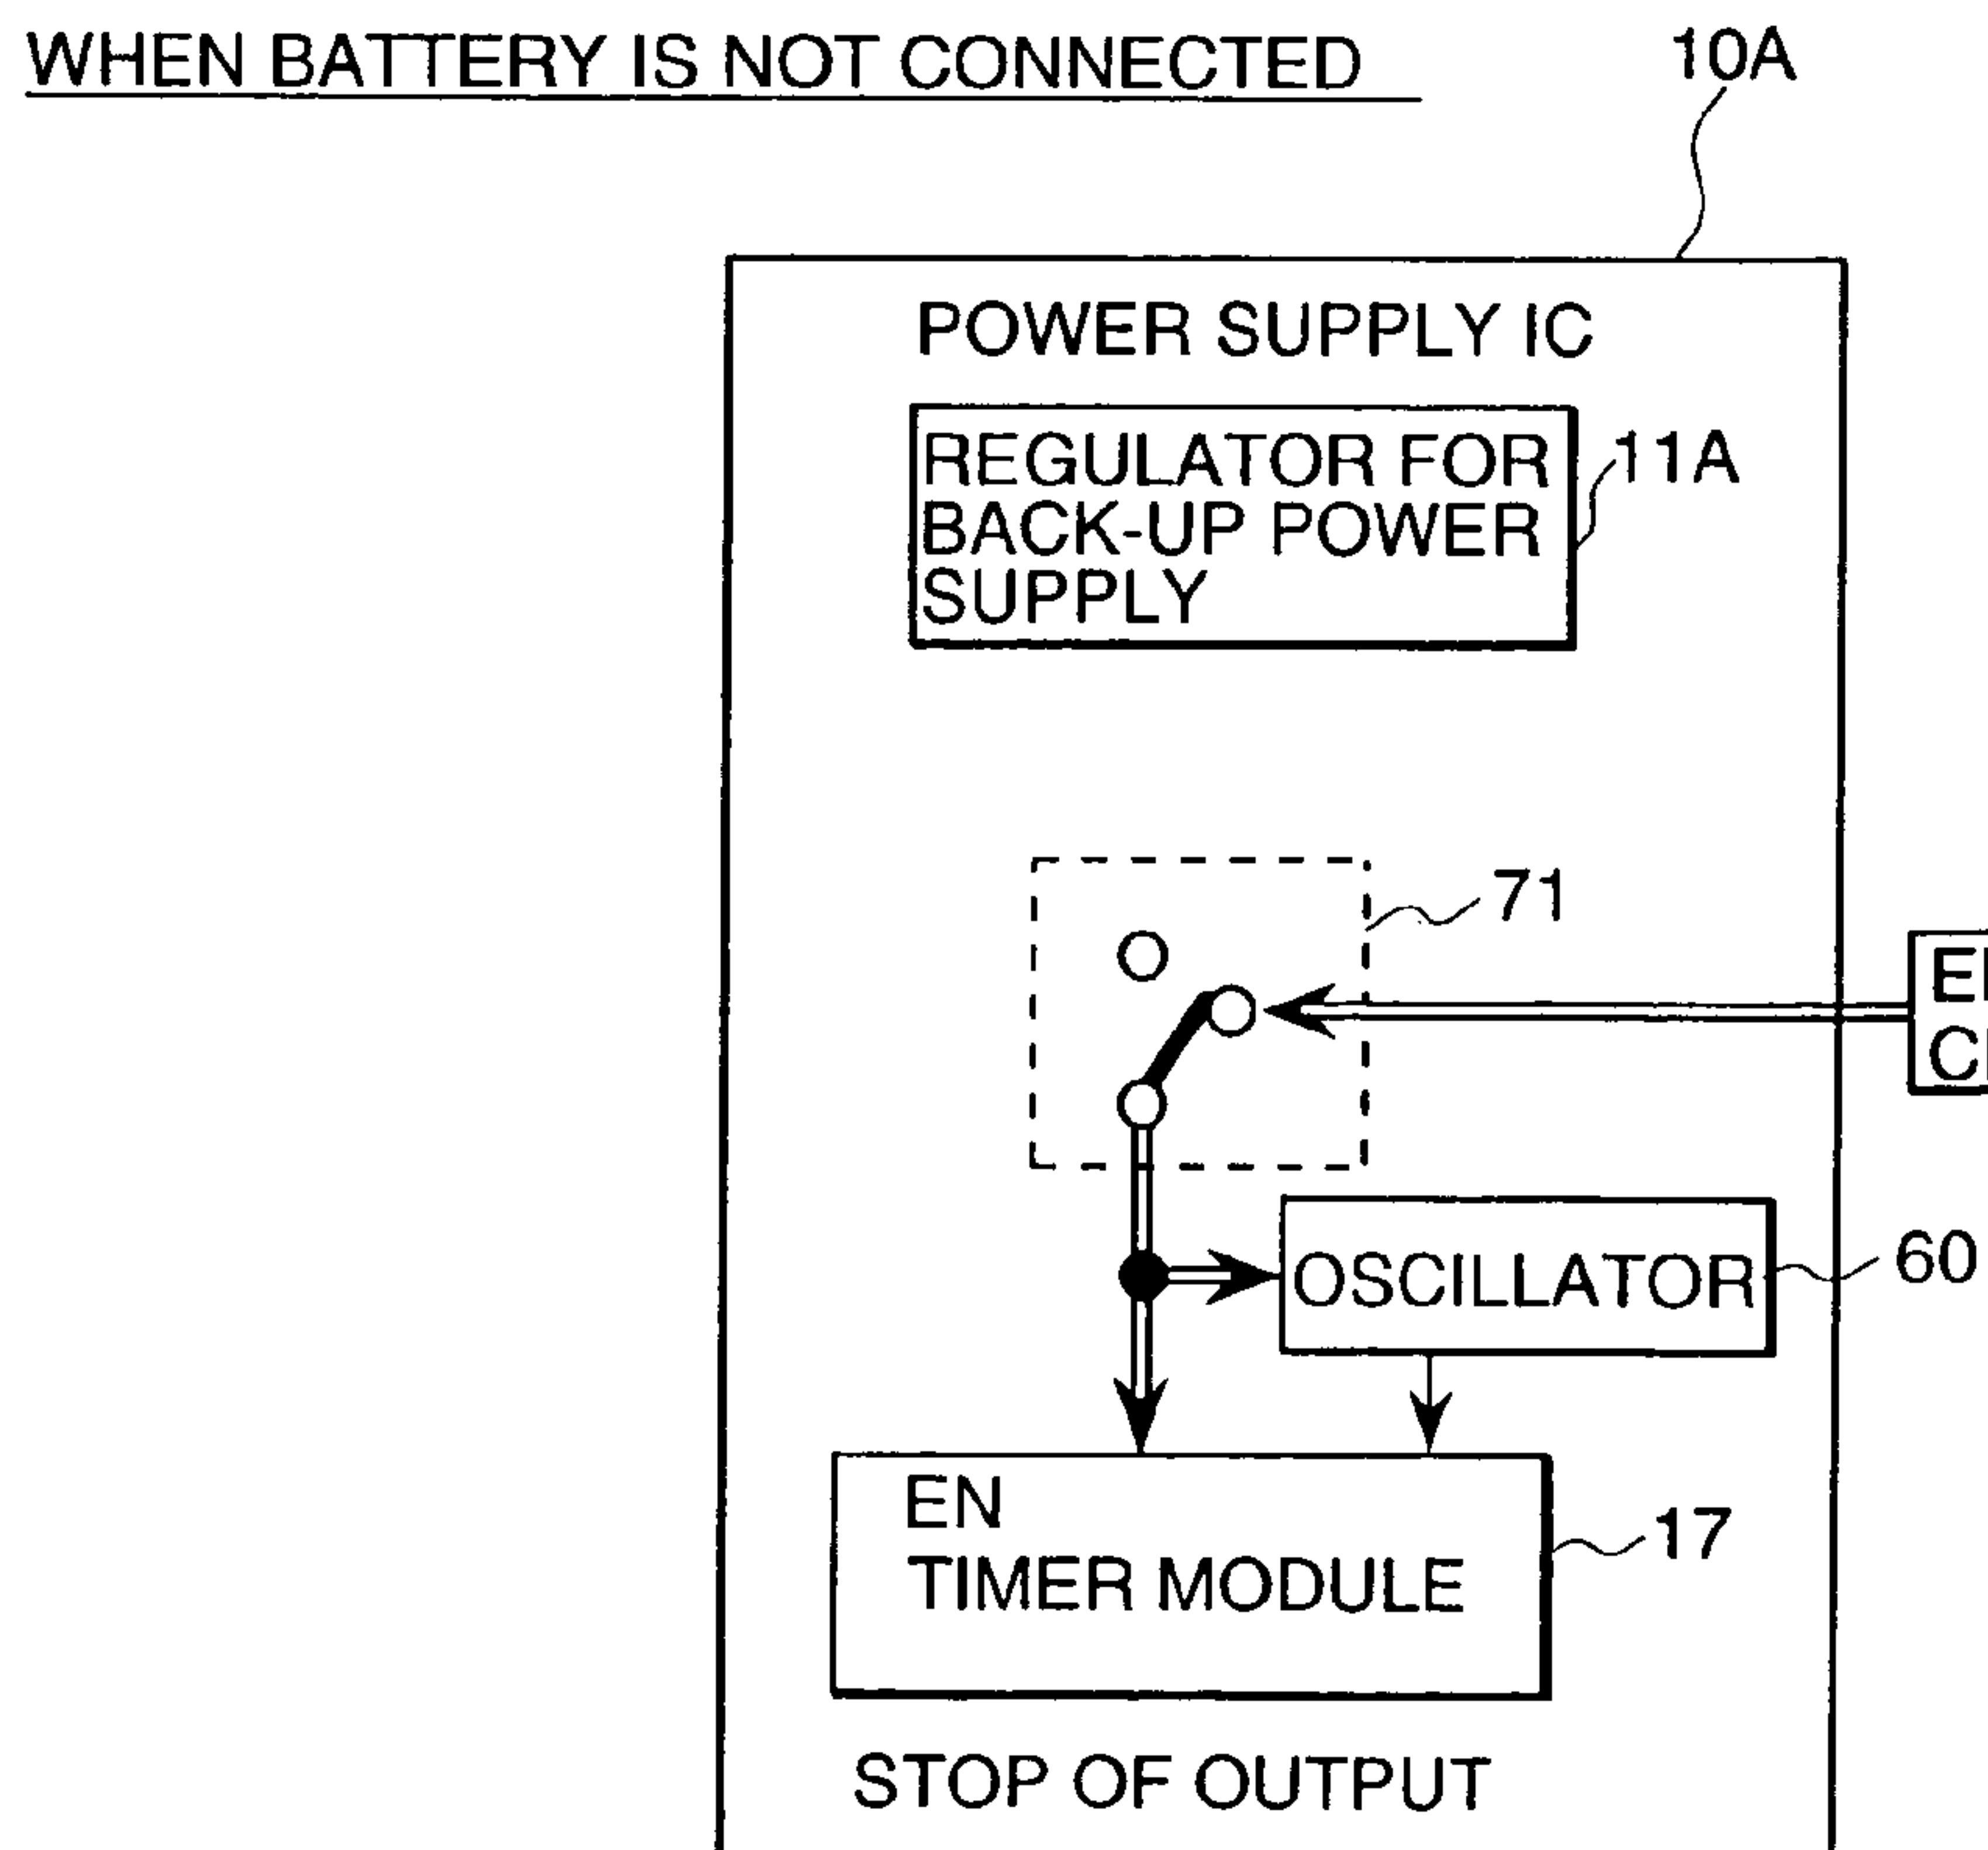 WHEN BATTERY IS NOT CONNECTED
10A
POWER SUPPLY IC
REGULATOR FOR
BACK-UP POWER
SUPPLY
11A
71
OSCILLATOR
60
EN
TIMER MODULE
17
STOP OF OUTPUT